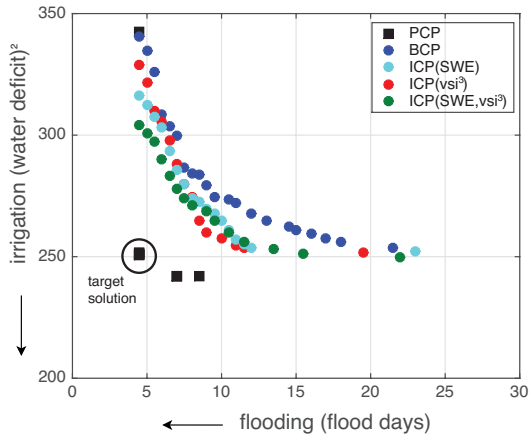 350
300
250
200
irrigation (water deficit)²
PCP
BCP
ICP(SWE)
ICP(vsi³)
ICP(SWE,vsi³)
target
solution
0
5
10
15
20
25
30
flooding (flood days)